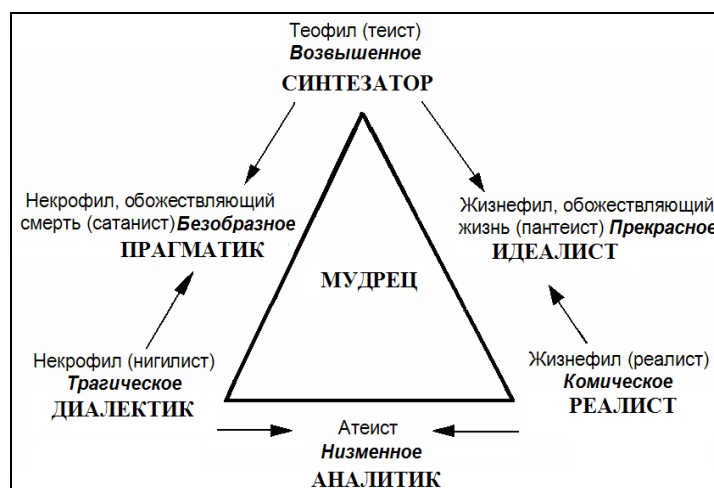 Теофил (теист)
Возвышенное
СИНТЕЗАТОР
Некрофил, обожествляющий
смерть (сатанист)Безобразное
ПРАГМАТИК
Жизнефил, обожествляющий
жизнь (пантеист) Прекрасное
ИДЕАЛИСТ
МУДРЕЦ
Некрофил (нигилист)
Трагическое
ДИАЛЕКТИК
Жизнефил (реалист)
Комическое
РЕАЛИСТ
Атеист
Низменное
АНАЛИТИК